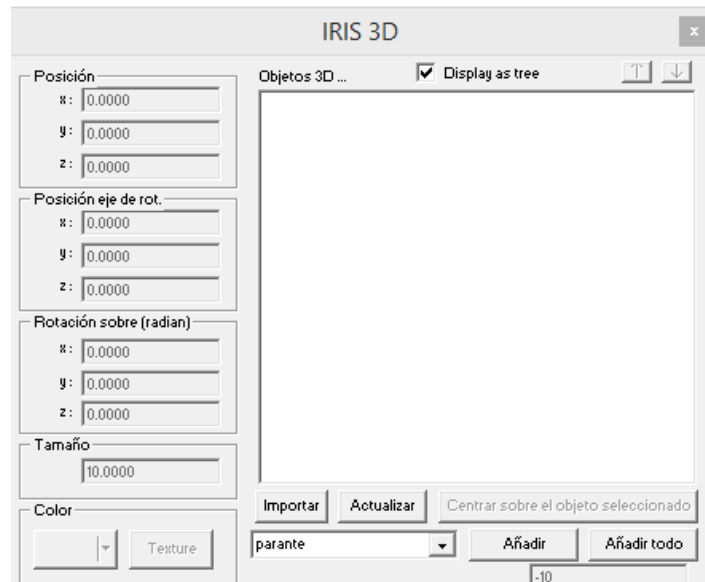 IRIS 3D
x
Posición
x: 0.0000
y: 0.0000
z: 0.0000
Posición eje de rot.
x: 0.0000
y: 0.0000
z: 0.0000
Rotación sobre (radian)
x: 0.0000
y: 0.0000
z: 0.0000
Tamaño
10.0000
Color
Texture
Objetos 3D ...
Display as tree
Importar
Actualizar
Centrar sobre el objeto seleccionado
parante
Añadir
Añadir todo
-10